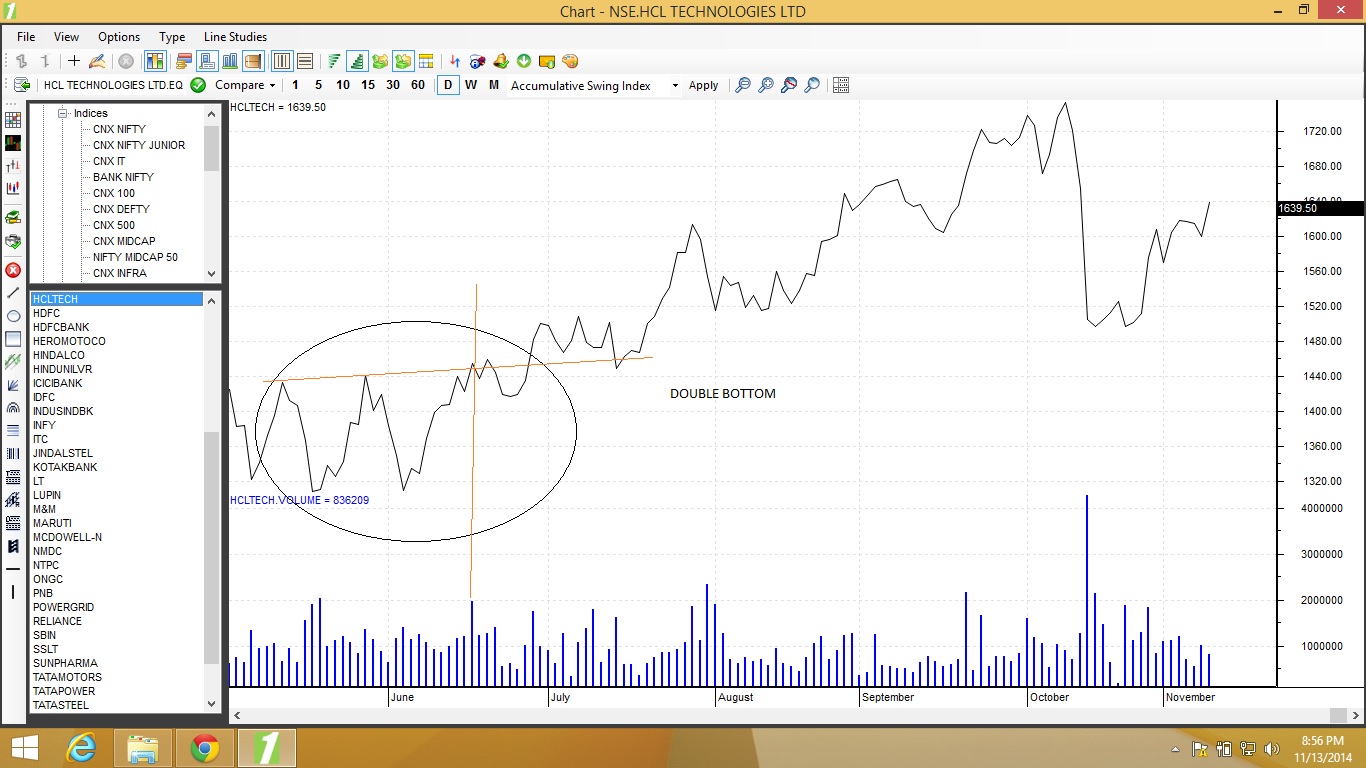 Chart - NSE.HCL TECHNOLOGIES LTD
File View Options Type Line Studies
HCL TECHNOLOGIES LTD.EQ Compare 1 5 10 15 30 60 D W M Accumulative Swing Index Apply
Indices
CNX NIFTY
CNX NIFTY JUNIOR
CNX IT
BANK NIFTY
CNX 100
CNX DEFTY
CNX 500
CNX MIDCAP
NIFTY MIDCAP 50
CNX INFRA
HCLTECH
HDFC
HDFCBANK
HEROMOTOCO
HINDALCO
HINDUNILVR
ICICIBANK
IDFC
INDUSINDBK
INFY
ITC
JINDALSTEL
KOTAKBANK
LT
LUPIN
M&M
MARUTI
MCDOWELL-N
NMDC
NTPC
ONGC
PNB
POWERGRID
RELIANCE
SBIN
SSLT
SUNPHARMA
TATAMOTORS
TATAPOWER
TATASTEEL
HCLTECH = 1639.50
DOUBLE BOTTOM
HCLTECH.VOLUME = 836209
1720.00
1680.00
1640.00
1639.50
1600.00
1560.00
1520.00
1480.00
1440.00
1400.00
1360.00
1320.00
4000000
3000000
2000000
1000000
June July August September October November
8:56 PM
11/13/2014